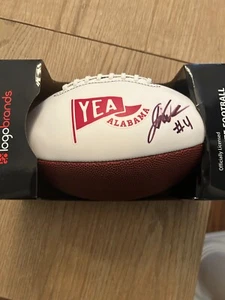 YEA
ALABAMA
#4
logobrands
Officially Licensed
FOOTBALL